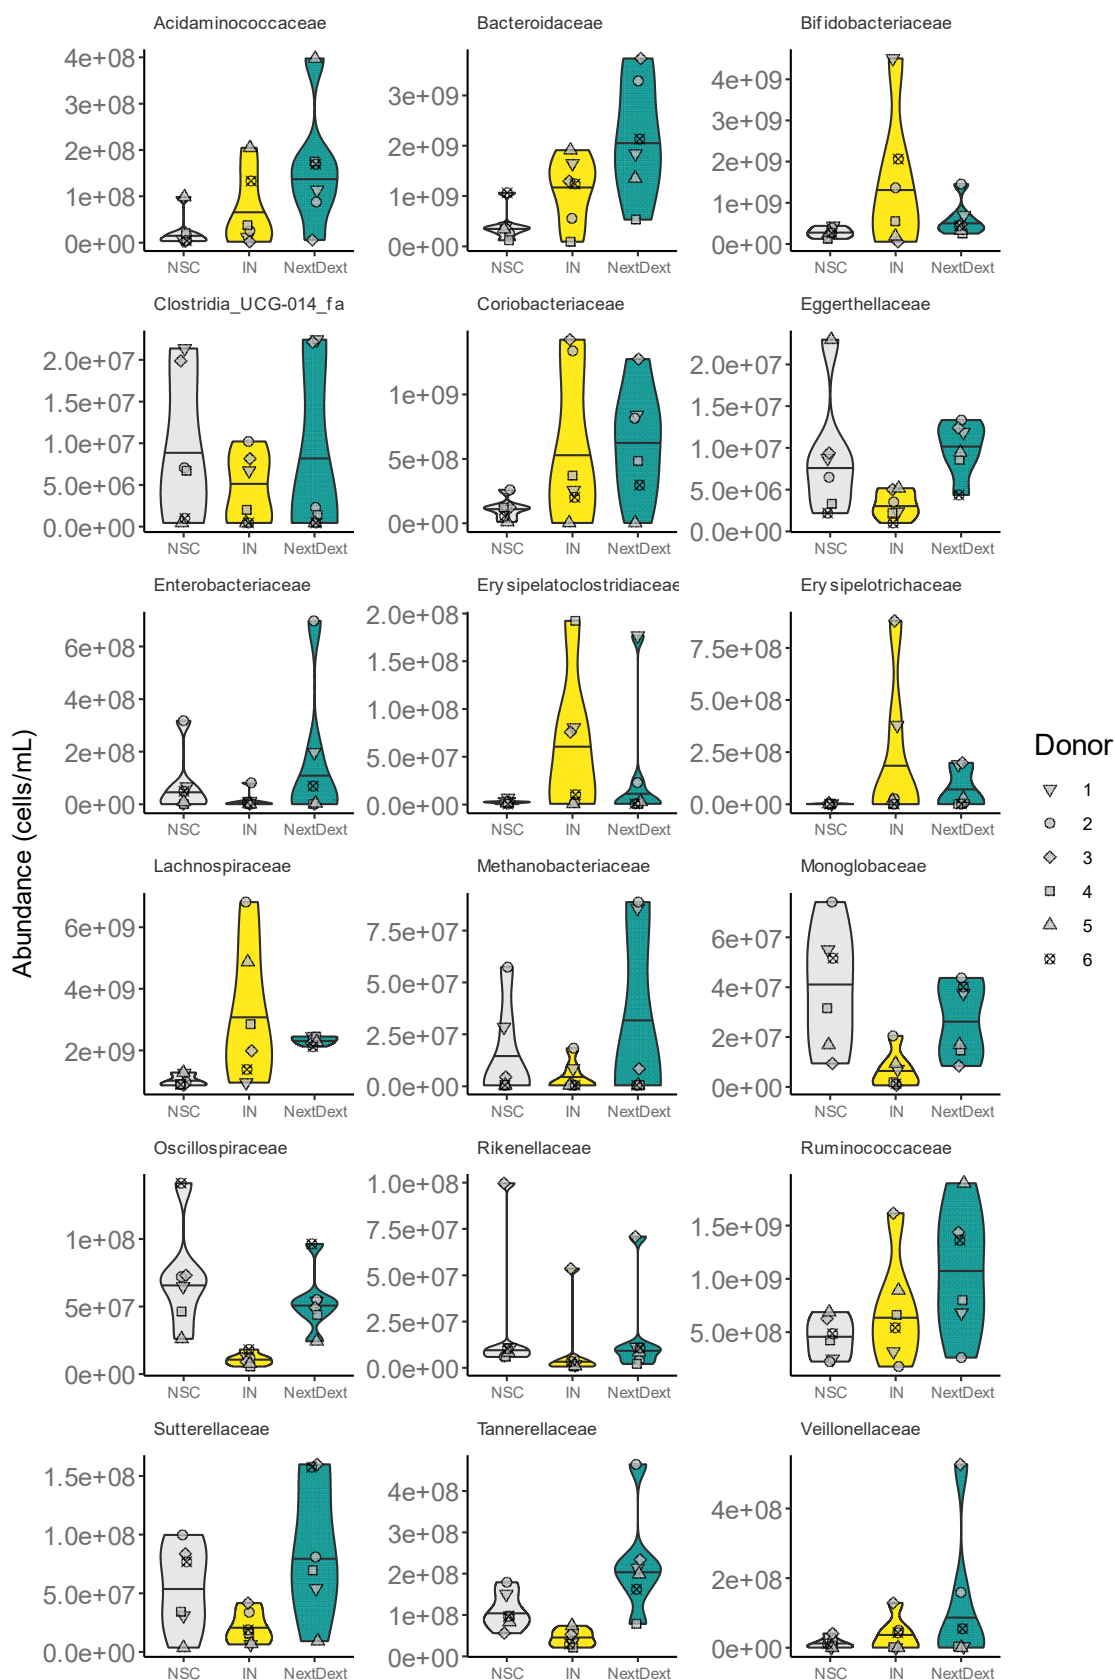 Acidaminococcaceae Bacteroidaceae Bifidobacteriaceae
4e+08
3e+08
2e+08
1e+08
0e+00
NSC IN NextDext
3e+09
2e+09
1e+09
0e+00
NSC IN NextDext
4e+09
3e+09
2e+09
1e+09
0e+00
NSC IN NextDext
Clostridia_UCG-014_fa Coriobacteriaceae Eggerthellaceae
2.0e+07
1.5e+07
1.0e+07
5.0e+06
0.0e+00
NSC IN NextDext
1e+09
5e+08
0e+00
NSC IN NextDext
2.0e+07
1.5e+07
1.0e+07
5.0e+06
0.0e+00
NSC IN NextDext
Enterobacteriaceae Erysipelatoclostridiaceae Erysipelotrichaceae
6e+08
4e+08
2e+08
0e+00
NSC IN NextDext
2.0e+08
1.5e+08
1.0e+08
5.0e+07
0.0e+00
NSC IN NextDext
7.5e+08
5.0e+08
2.5e+08
0.0e+00
NSC IN NextDext
Lachnospiraceae Methanobacteriaceae Monoglobaceae
6e+09
4e+09
2e+09
NSC IN NextDext
7.5e+07
5.0e+07
2.5e+07
0.0e+00
NSC IN NextDext
6e+07
4e+07
2e+07
0e+00
NSC IN NextDext
Oscillospiraceae Rikenellaceae Ruminococcaceae
1e+08
5e+07
0e+00
NSC IN NextDext
1.0e+08
7.5e+07
5.0e+07
2.5e+07
0.0e+00
NSC IN NextDext
1.5e+09
1.0e+09
5.0e+08
NSC IN NextDext
Sutterellaceae Tannerellaceae Veillonellaceae
1.5e+08
1.0e+08
5.0e+07
0.0e+00
NSC IN NextDext
4e+08
3e+08
2e+08
1e+08
0e+00
NSC IN NextDext
4e+08
2e+08
0e+00
NSC IN NextDext
Abundance (cells/mL)
Donor
1
2
3
4
5
6